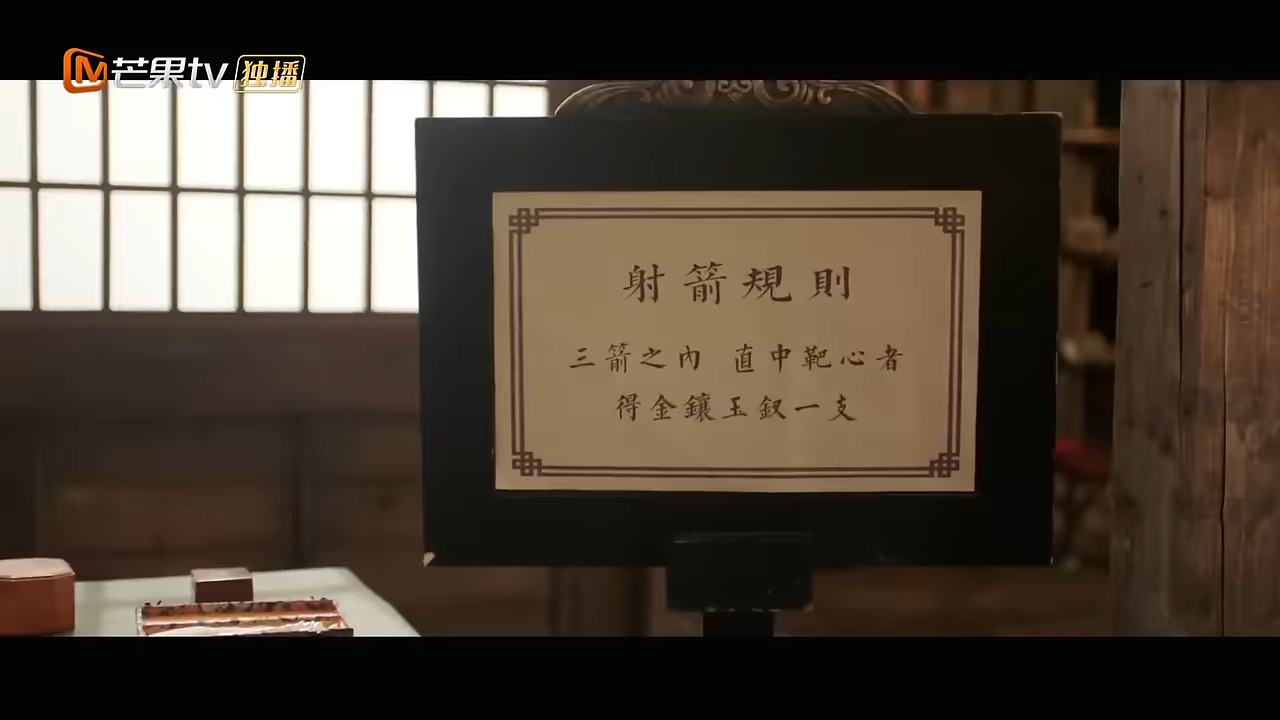 芒果tv 独播
射箭規則
三箭之內 直中靶心者
得金鑲玉釵一支